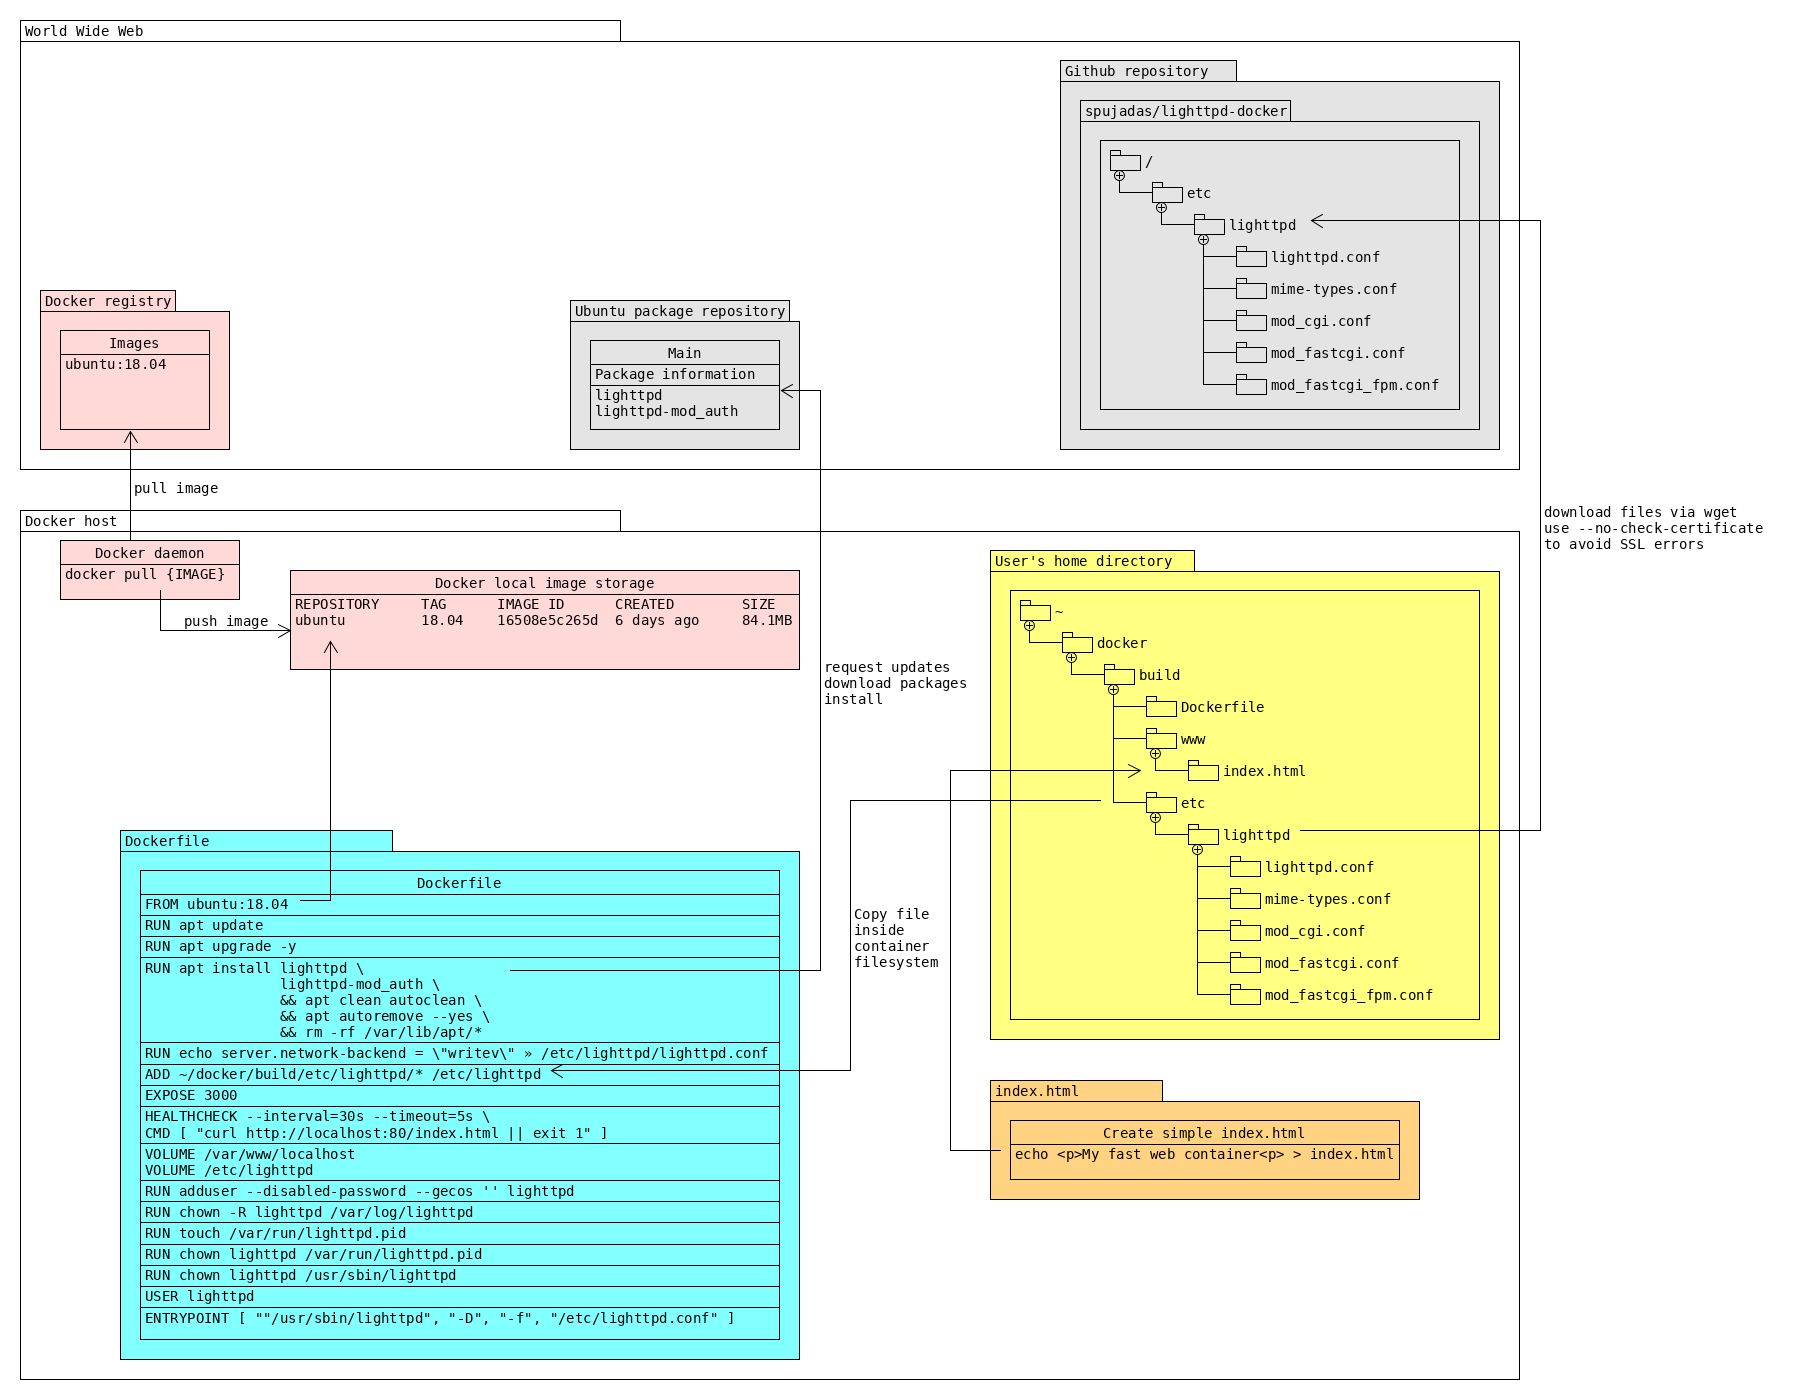 World Wide Web
Github repository
spujadas/lighttpd-docker
/
etc
lighttpd
lighttpd.conf
mime-types.conf
mod_cgi.conf
mod_fastcgi.conf
mod_fastcgi_fpm.conf
Docker registry
Images
ubuntu:18.04
Ubuntu package repository
Main
Package information
lighttpd
lighttpd-mod_auth
pull image
download files via wget
use --no-check-certificate
to avoid SSL errors
Docker host
Docker daemon
docker pull {IMAGE}
push image
Docker local image storage
REPOSITORY TAG IMAGE ID CREATED SIZE
ubuntu 18.04 16508e5c265d 6 days ago 84.1MB
request updates
download packages
install
User's home directory
~
docker
build
Dockerfile
www
index.html
etc
lighttpd
lighttpd.conf
mime-types.conf
mod_cgi.conf
mod_fastcgi.conf
mod_fastcgi_fpm.conf
Copy file
inside
container
filesystem
Dockerfile
Dockerfile
FROM ubuntu:18.04
RUN apt update
RUN apt upgrade -y
RUN apt install lighttpd \
lighttpd-mod_auth \
&& apt clean autoclean \
&& apt autoremove --yes \
&& rm -rf /var/lib/apt/*
RUN echo server.network-backend = \"writev\" » /etc/lighttpd/lighttpd.conf
ADD ~/docker/build/etc/lighttpd/* /etc/lighttpd
EXPOSE 3000
HEALTHCHECK --interval=30s --timeout=5s \
CMD [ "curl http://localhost:80/index.html || exit 1" ]
VOLUME /var/www/localhost
VOLUME /etc/lighttpd
RUN adduser --disabled-password --gecos '' lighttpd
RUN chown -R lighttpd /var/log/lighttpd
RUN touch /var/run/lighttpd.pid
RUN chown lighttpd /var/run/lighttpd.pid
RUN chown lighttpd /usr/sbin/lighttpd
USER lighttpd
ENTRYPOINT [ ""/usr/sbin/lighttpd", "-D", "-f", "/etc/lighttpd.conf" ]
index.html
Create simple index.html
echo <p>My fast web container<p> > index.html